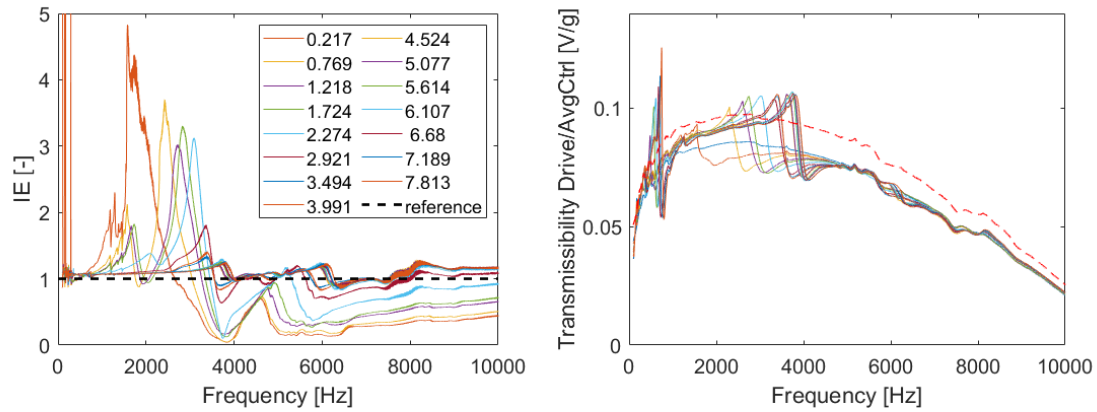 IE [-]
5
4
3
2
1
0
0.217 4.524
0.769 5.077
1.218 5.614
1.724 6.107
2.274 6.68
2.921 7.189
3.494 7.813
3.991 reference
0 2000 4000 6000 8000 10000
Frequency [Hz]
Transmissibility Drive/AvgCtrl [V/g]
0.1
0.05
0
0 2000 4000 6000 8000 10000
Frequency [Hz]